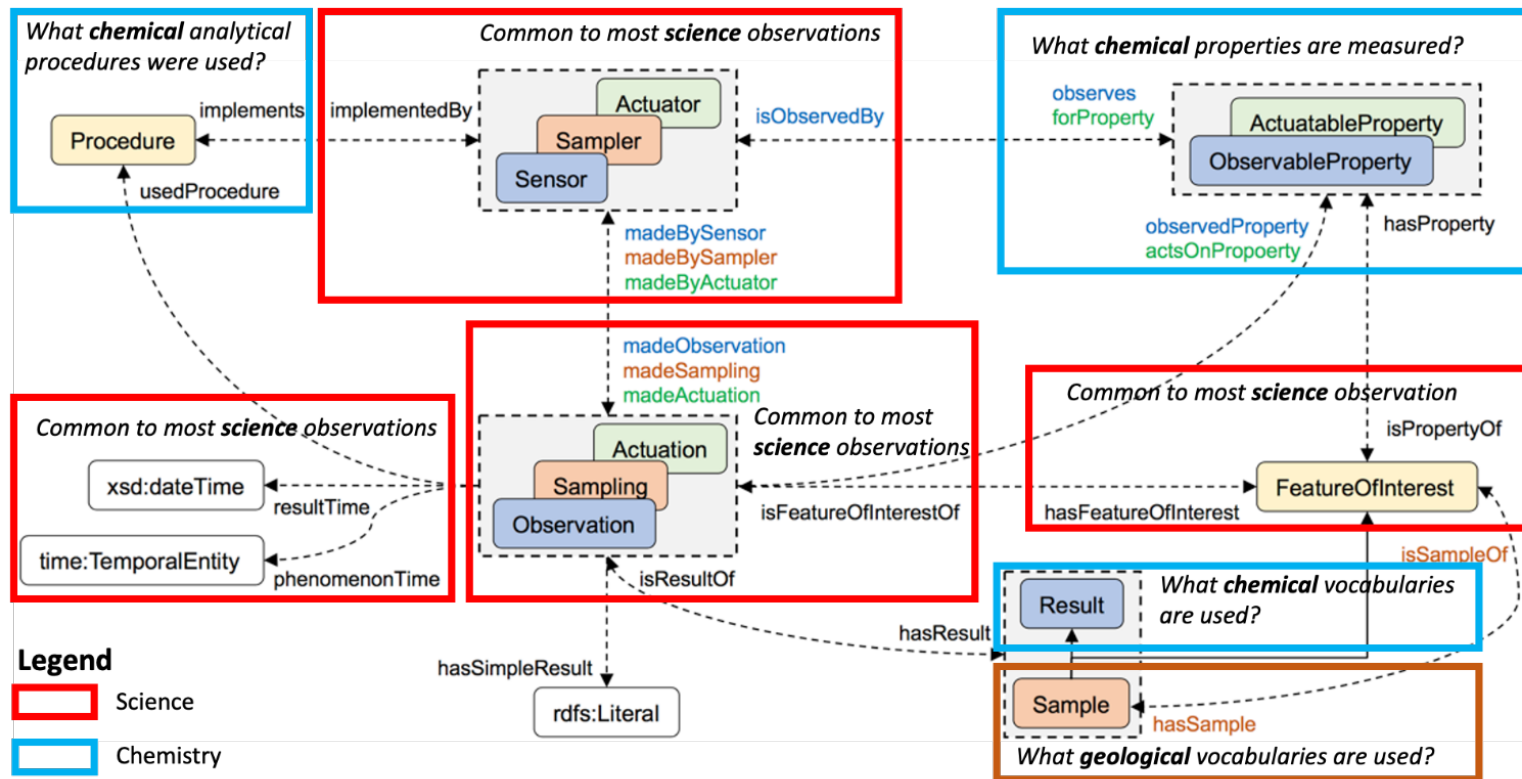 What chemical analytical
procedures were used?
Common to most science observations
What chemical properties are measured?
implements
implementedBy
Procedure
usedProcedure
Actuator
Sampler
Sensor
isObservedBy
observes
forProperty
ActuatableProperty
ObservableProperty
madeBySensor
madeBySampler
madeByActuator
observedProperty
actsOnPropoerty
hasProperty
madeObservation
madeSampling
madeActuation
Common to most science observations
Common to most
science observations
Common to most science observation
xsd:dateTime
resultTime
time:TemporalEntity
phenomenonTime
Actuation
Sampling
Observation
isFeatureOfInterestOf
hasFeatureOfInterest
isPropertyOf
FeatureOfInterest
isSampleOf
isResultOf
hasResult
Result
What chemical vocabularies
are used?
hasSimpleResult
rdfs:Literal
Sample
hasSample
What geological vocabularies are used?
Legend
Science
Chemistry